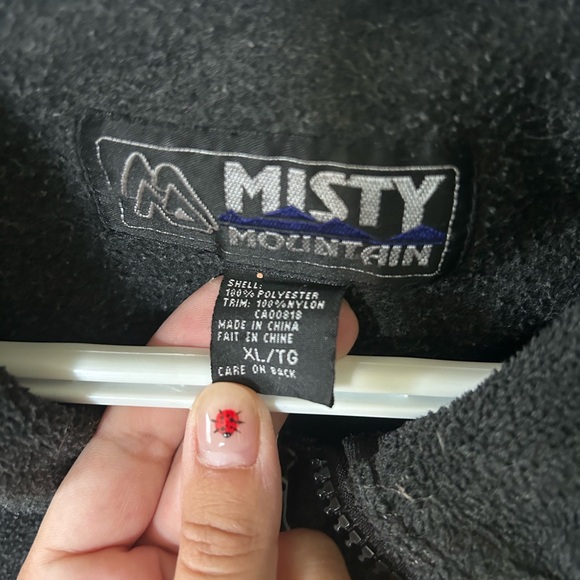 MISTY
MOUNTAIN
SHELL:
100% POLYESTER
TRIM: 100% NYLON
CA00818
MADE IN CHINA
FAIT EN CHINE
XL/TG
CARE ON BACK